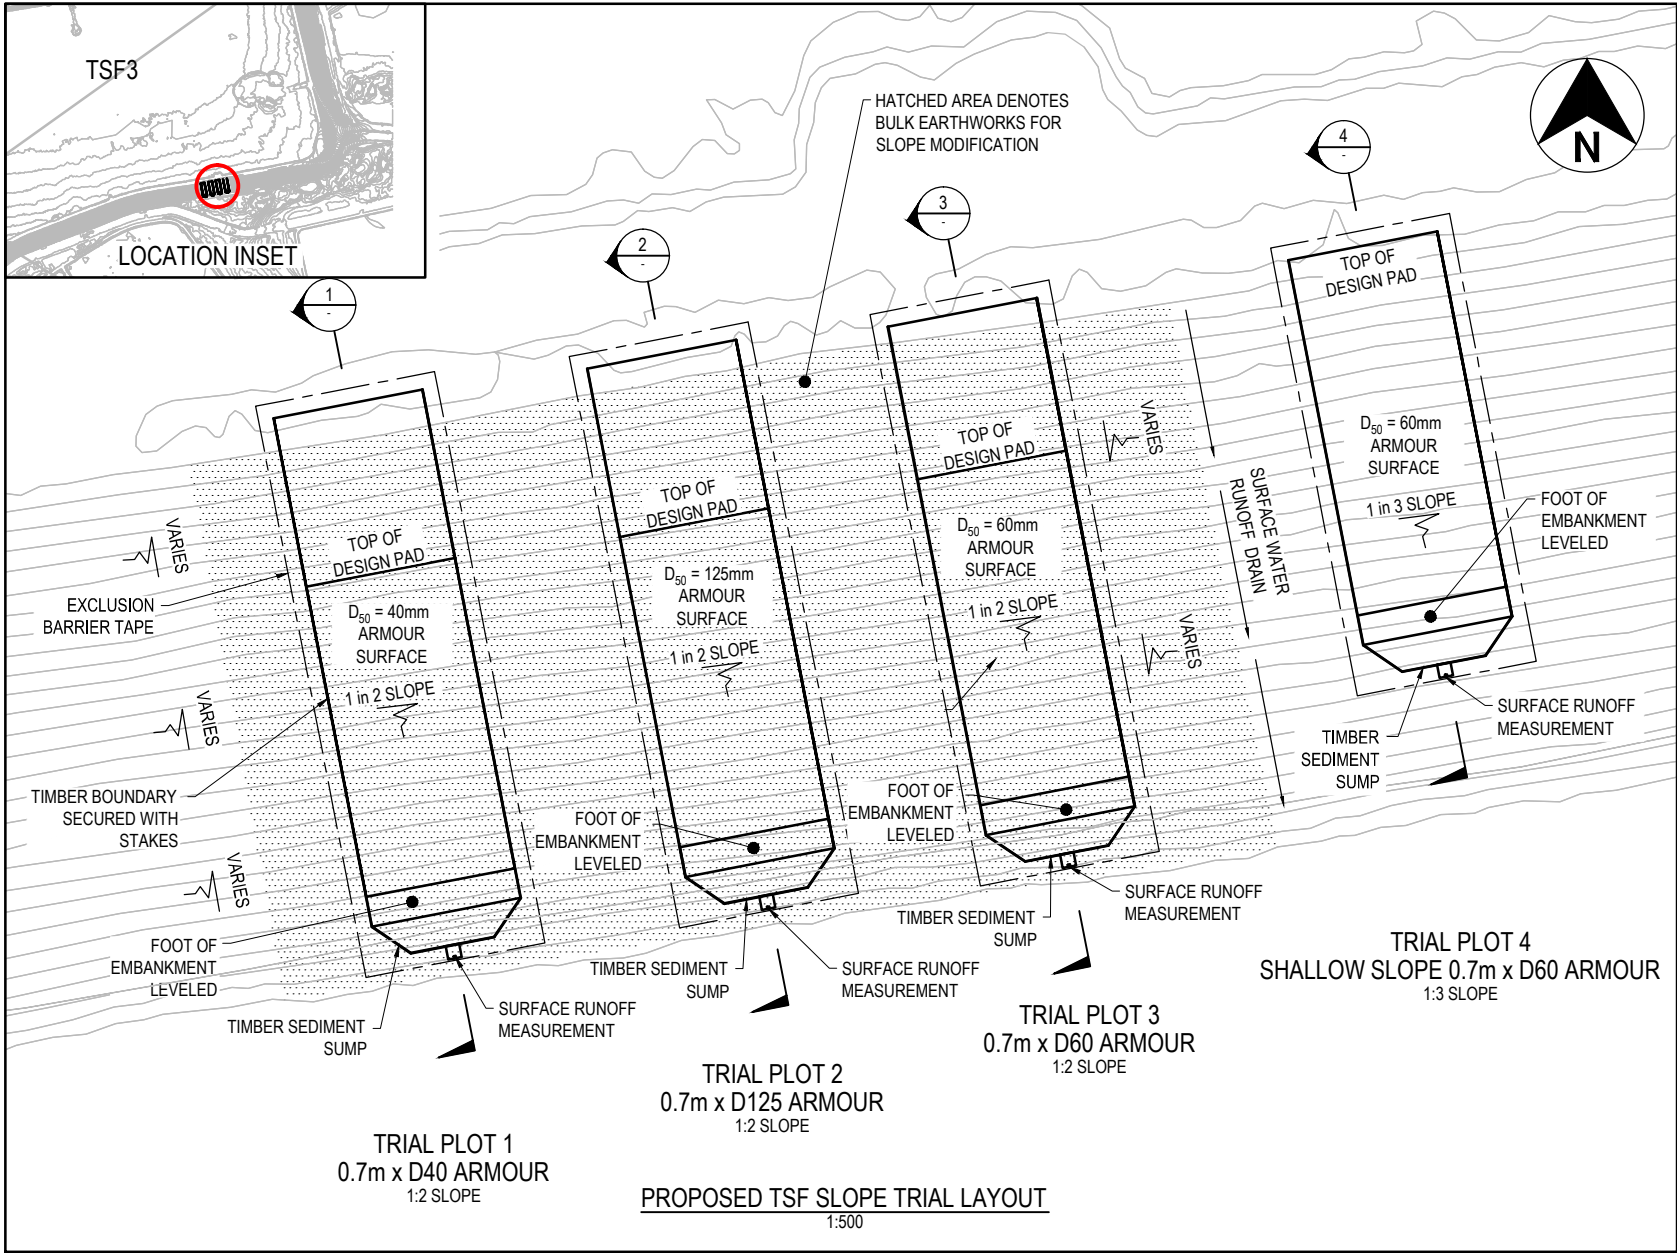 TSF3
LOCATION INSET
HATCHED AREA DENOTES
BULK EARTHWORKS FOR
SLOPE MODIFICATION
N
1
-
2
-
3
-
4
-
TOP OF
DESIGN PAD
D50 = 40mm
ARMOUR
SURFACE
1 in 2 SLOPE
TOP OF
DESIGN PAD
D50 = 125mm
ARMOUR
SURFACE
1 in 2 SLOPE
TOP OF
DESIGN PAD
D50 = 60mm
ARMOUR
SURFACE
1 in 2 SLOPE
TOP OF
DESIGN PAD
D50 = 60mm
ARMOUR
SURFACE
1 in 3 SLOPE
VARIES
VARIES
VARIES
VARIES
VARIES
SURFACE WATER
RUNOFF DRAIN
EXCLUSION
BARRIER TAPE
TIMBER BOUNDARY
SECURED WITH
STAKES
FOOT OF
EMBANKMENT
LEVELED
TIMBER SEDIMENT
SUMP
SURFACE RUNOFF
MEASUREMENT
FOOT OF
EMBANKMENT
LEVELED
TIMBER SEDIMENT
SUMP
SURFACE RUNOFF
MEASUREMENT
FOOT OF
EMBANKMENT
LEVELED
TIMBER SEDIMENT
SUMP
SURFACE RUNOFF
MEASUREMENT
FOOT OF
EMBANKMENT
LEVELED
TIMBER
SEDIMENT
SUMP
SURFACE RUNOFF
MEASUREMENT
TRIAL PLOT 1
0.7m x D40 ARMOUR
1:2 SLOPE
TRIAL PLOT 2
0.7m x D125 ARMOUR
1:2 SLOPE
TRIAL PLOT 3
0.7m x D60 ARMOUR
1:2 SLOPE
TRIAL PLOT 4
SHALLOW SLOPE 0.7m x D60 ARMOUR
1:3 SLOPE
PROPOSED TSF SLOPE TRIAL LAYOUT
1:500